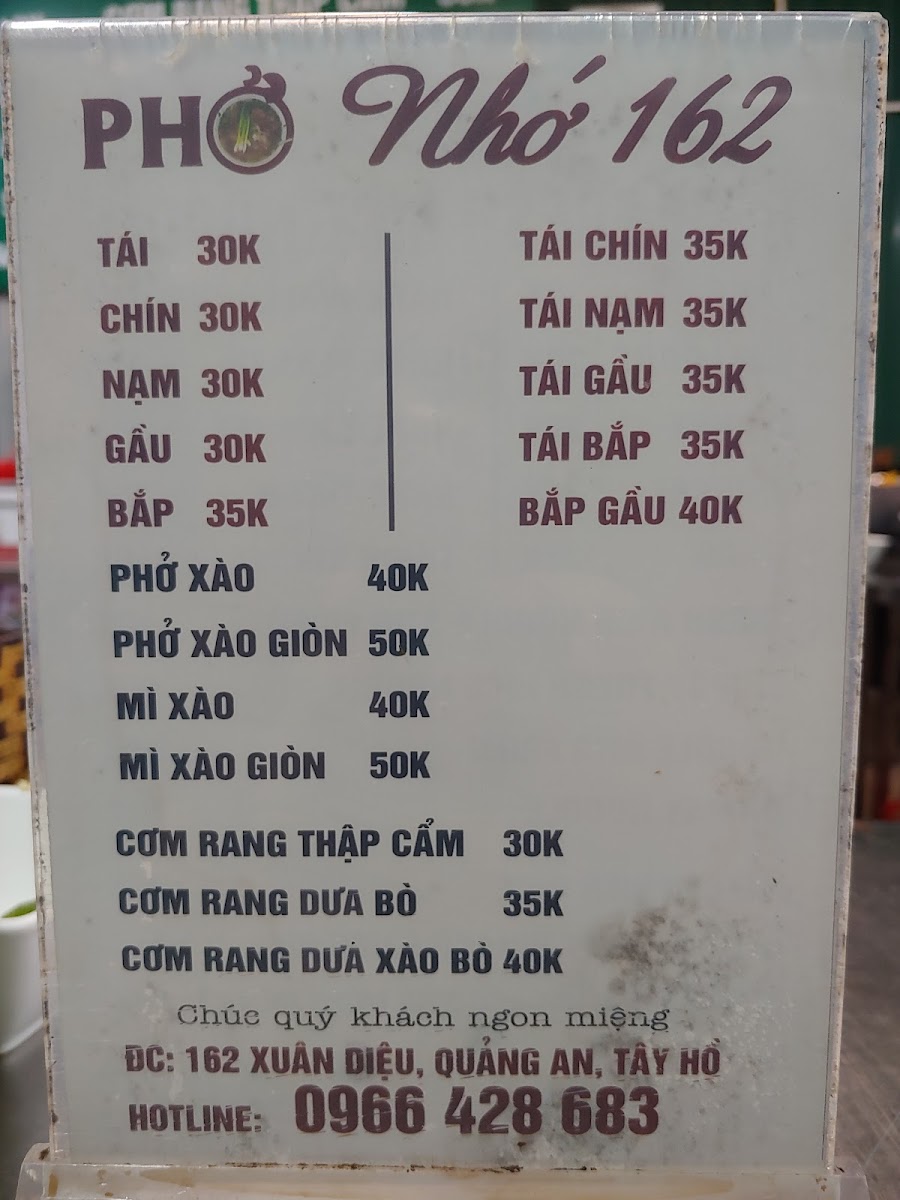 PHỞ Nhớ 162
TÁI 30K
CHÍN 30K
NẠM 30K
GẦU 30K
BẮP 35K
TÁI CHÍN 35K
TÁI NẠM 35K
TÁI GẦU 35K
TÁI BẮP 35K
BẮP GẦU 40K
PHỞ XÀO 40K
PHỞ XÀO GIÒN 50K
MÌ XÀO 40K
MÌ XÀO GIÒN 50K
CƠM RANG THẬP CẨM 30K
CƠM RANG DƯA BÒ 35K
CƠM RANG DƯA XÀO BÒ 40K
Chúc quý khách ngon miệng
ĐC: 162 XUÂN DIỆU, QUẢNG AN, TÂY HỒ
HOTLINE: 0966 428 683